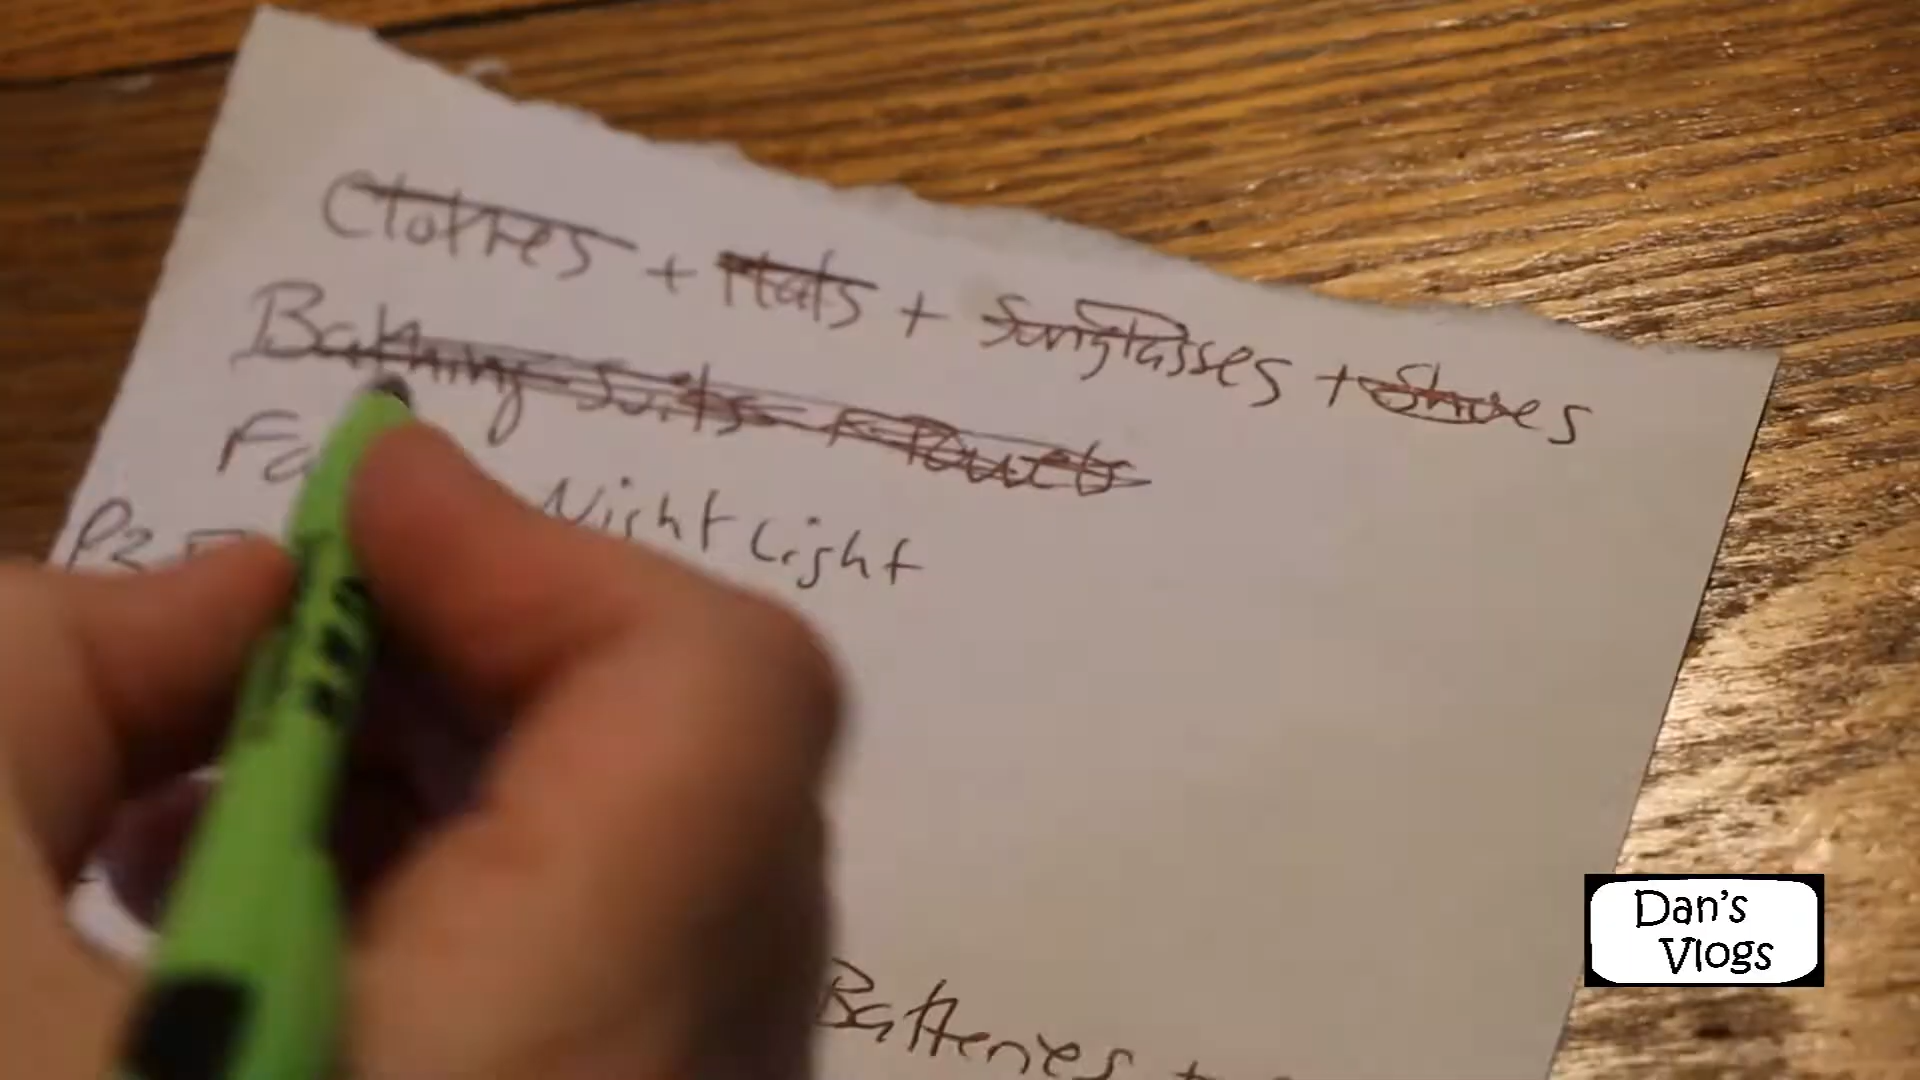 Clothes + Hats + Sunglasses + Shoes
Bathing Suits + Towels
Night Light
Batteries +
Dan's
Vlogs